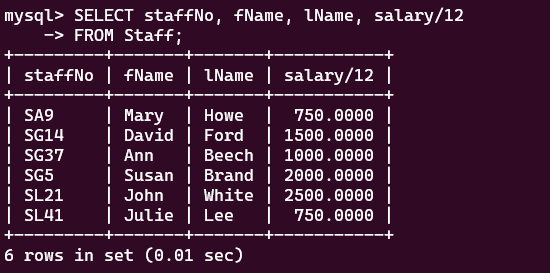 mysql> SELECT staffNo, fName, lName, salary/12
    -> FROM Staff;
+---------+-------+-------+-----------+
| staffNo | fName | lName | salary/12 |
+---------+-------+-------+-----------+
| SA9     | Mary  | Howe  |  750.0000 |
| SG14    | David | Ford  | 1500.0000 |
| SG37    | Ann   | Beech | 1000.0000 |
| SG5     | Susan | Brand | 2000.0000 |
| SL21    | John  | White | 2500.0000 |
| SL41    | Julie | Lee   |  750.0000 |
+---------+-------+-------+-----------+
6 rows in set (0.01 sec)